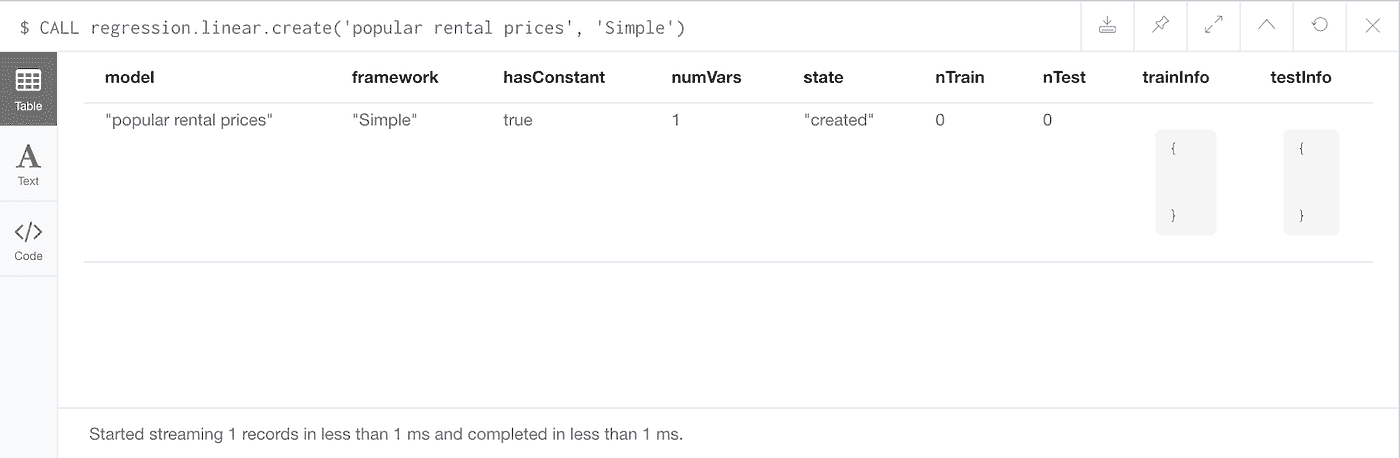 $ CALL regression.linear.create('popular rental prices', 'Simple')
model framework hasConstant numVars state nTrain nTest trainInfo testInfo
"popular rental prices" "Simple" true 1 "created" 0 0
{ {
} }
Table
A
Text
</>
Code
Started streaming 1 records in less than 1 ms and completed in less than 1 ms.